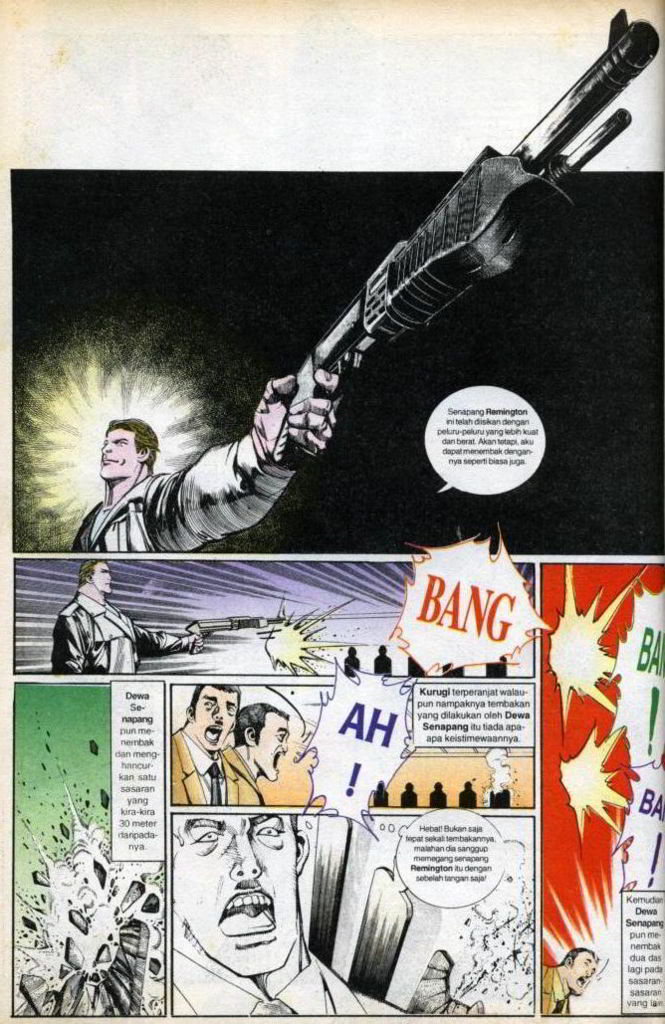 Senapang Remington
ini telah diisikan dengan
peluru-peluru yang lebih kuat
dan berat. Akan tetapi, aku
dapat menembak dengan-
nya seperti biasa juga.
BANG
Dewa
Se-
napang
pun me-
nembak
dan meng-
hancur-
kan satu
sasaran
yang
kira-kira
30 meter
daripada-
nya.
AH
!
Kurugi terperanjat walau-
pun nampaknya tembakan
yang dilakukan oleh Dewa
Senapang itu tiada apa-
apa keistimewaannya.
Hebat! Bukan saja
tepat sekali tembakannya,
malahan dia sanggup
memegang senapang
Remington itu dengan
sebelah tangan saja!
BAN
!
BAN
!
Kemudian
Dewa
Senapang
pun me-
nembak
dua das
lagi pada
sasaran-
sasaran
yang lain